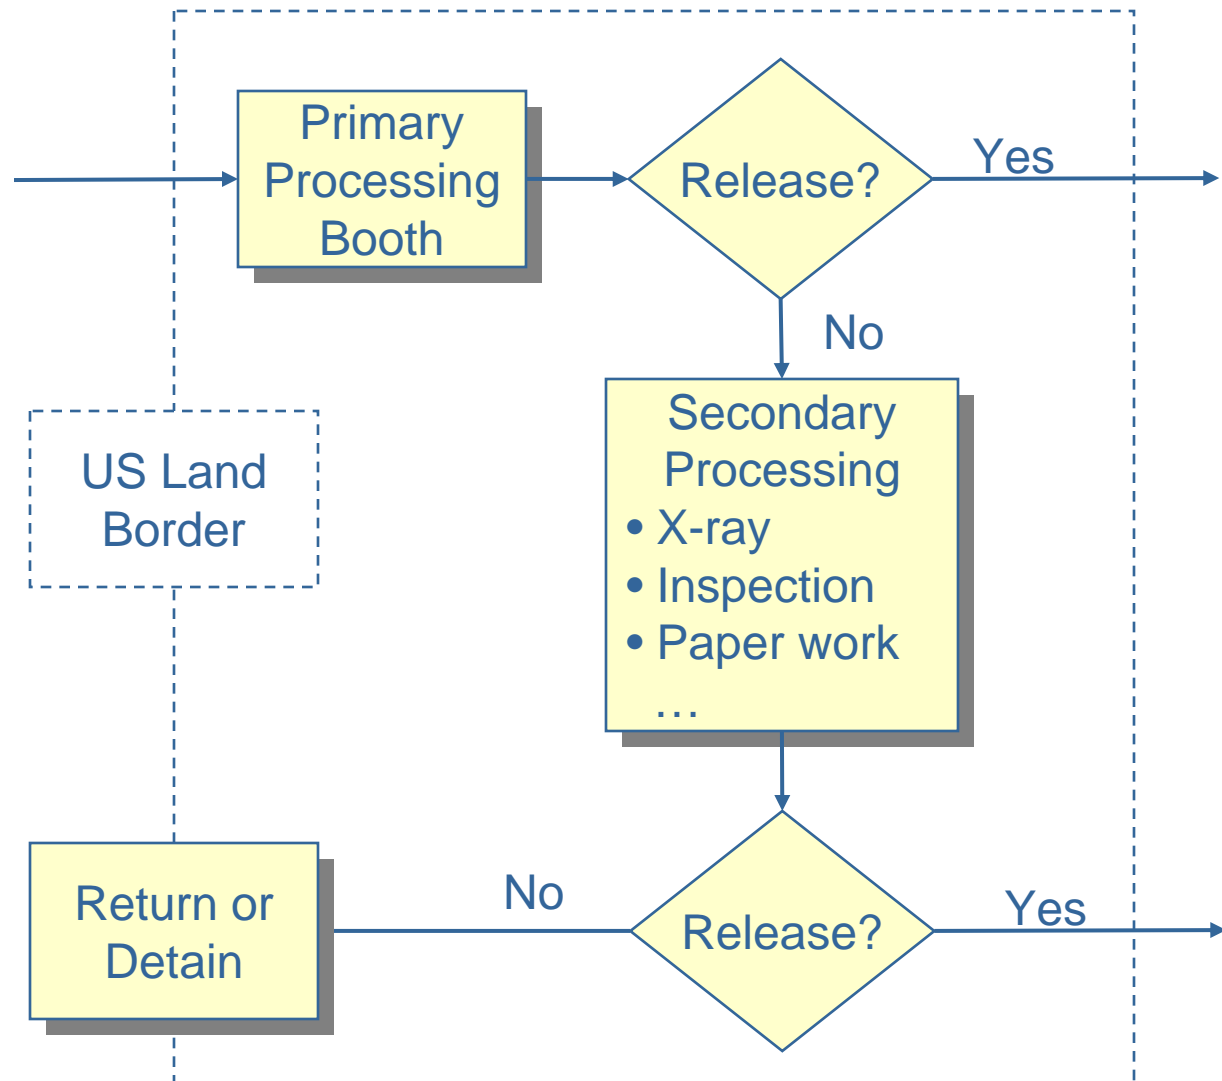 Primary
Processing
Booth
Release?
Yes
No
US Land
Border
Secondary
Processing
• X-ray
• Inspection
• Paper work
…
Return or
Detain
No
Release?
Yes